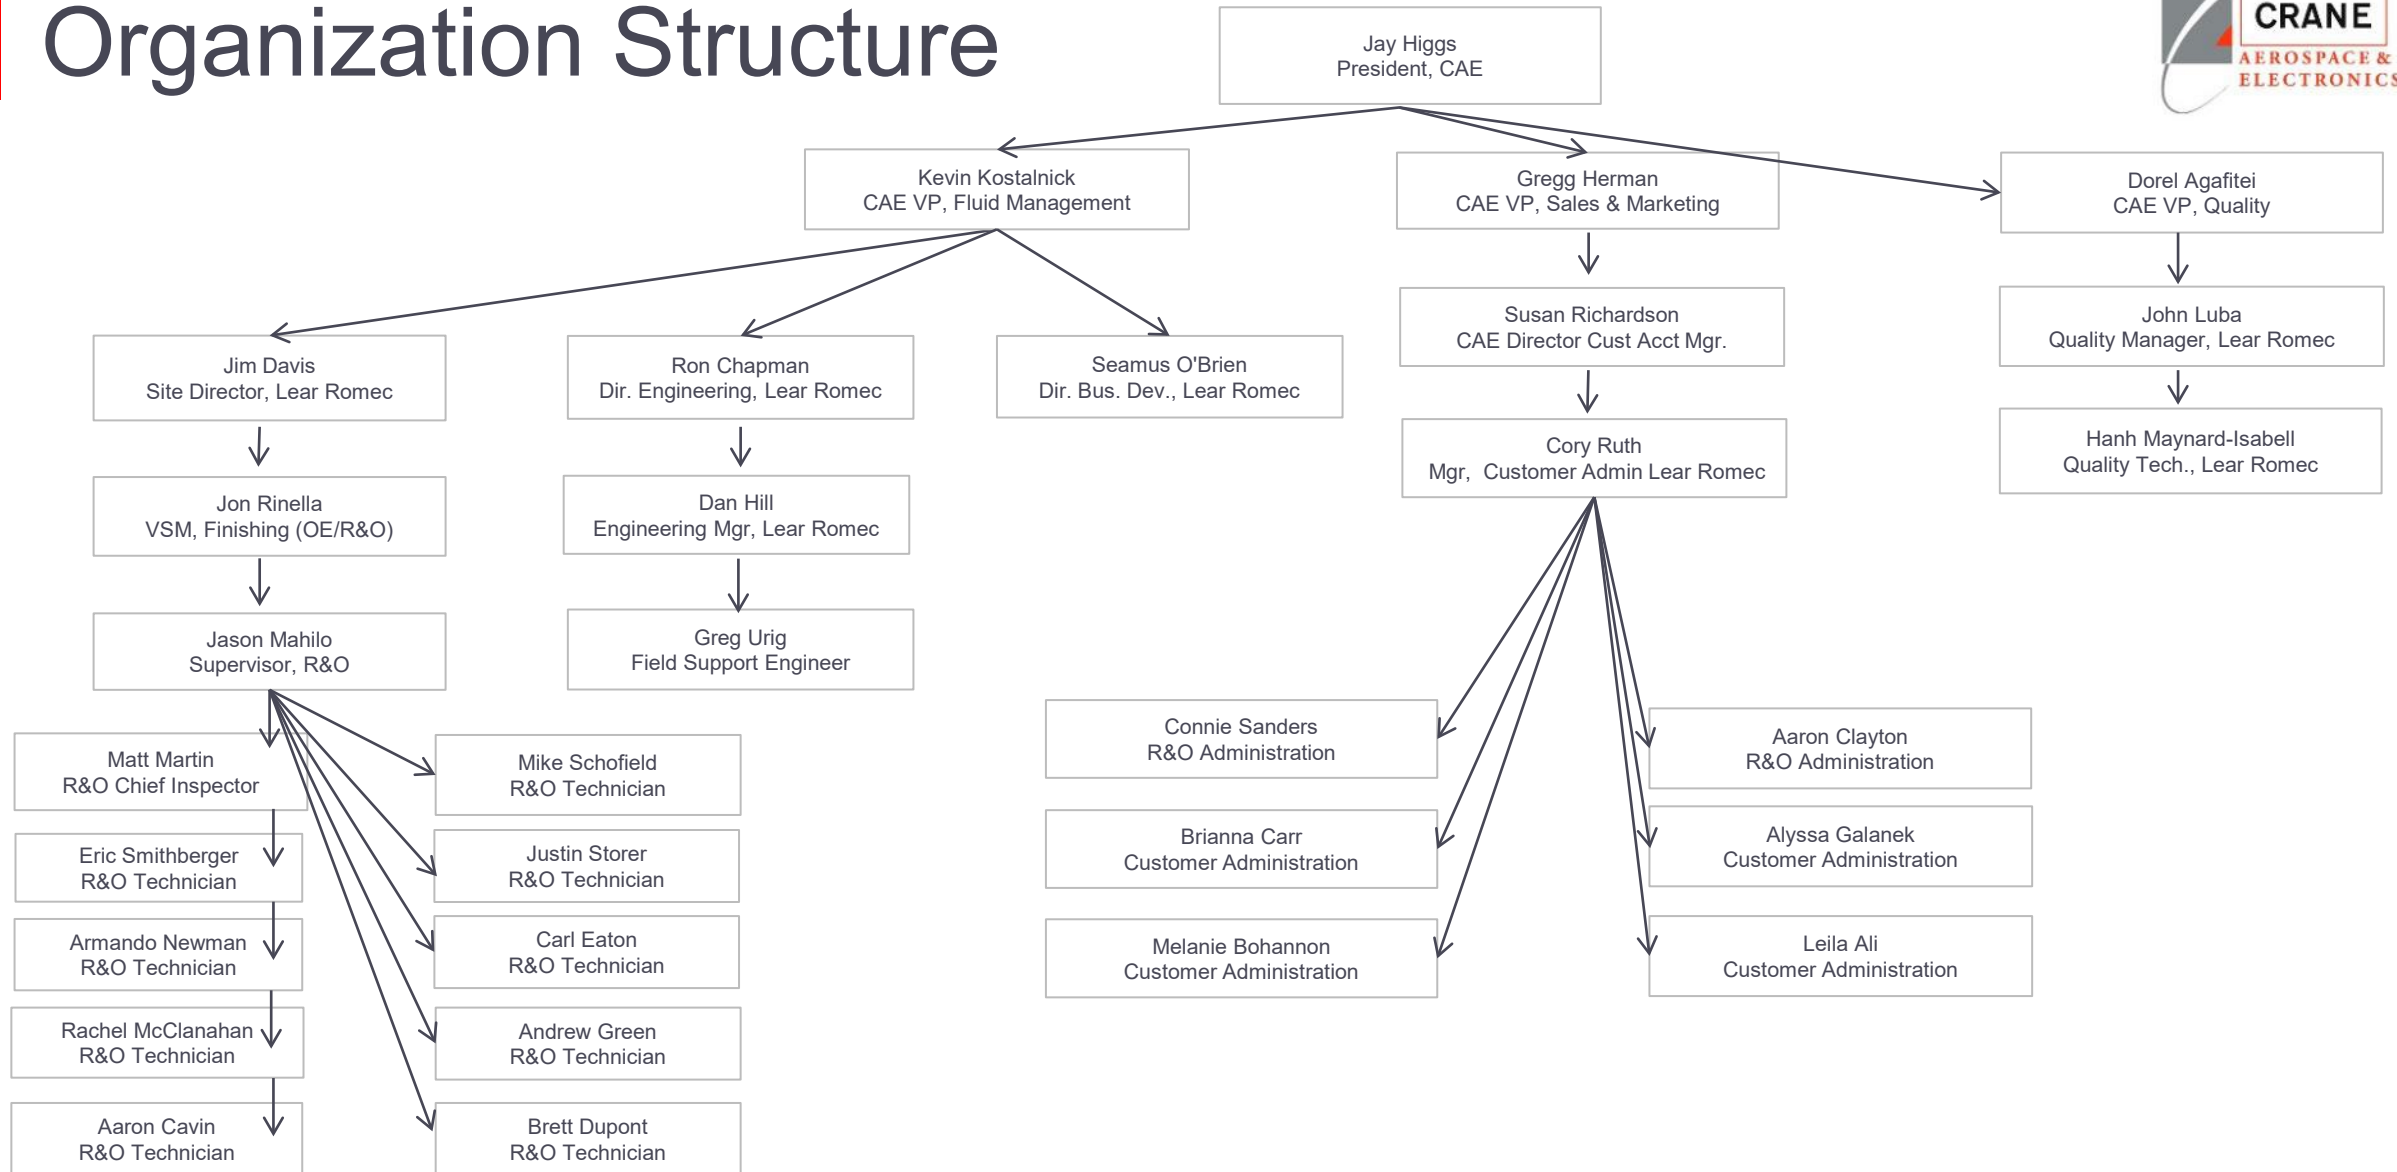 Organization Structure
CRANE
AEROSPACE &
ELECTRONICS
Jay Higgs
President, CAE
Kevin Kostalnick
CAE VP, Fluid Management
Gregg Herman
CAE VP, Sales & Marketing
Dorel Agafitei
CAE VP, Quality
Jim Davis
Site Director, Lear Romec
Ron Chapman
Dir. Engineering, Lear Romec
Seamus O'Brien
Dir. Bus. Dev., Lear Romec
Susan Richardson
CAE Director Cust Acct Mgr.
John Luba
Quality Manager, Lear Romec
Jon Rinella
VSM, Finishing (OE/R&O)
Dan Hill
Engineering Mgr, Lear Romec
Cory Ruth
Mgr,  Customer Admin Lear Romec
Hanh Maynard-Isabell
Quality Tech., Lear Romec
Jason Mahilo
Supervisor, R&O
Greg Urig
Field Support Engineer
Matt Martin
R&O Chief Inspector
Mike Schofield
R&O Technician
Eric Smithberger
R&O Technician
Justin Storer
R&O Technician
Armando Newman
R&O Technician
Carl Eaton
R&O Technician
Rachel McClanahan
R&O Technician
Andrew Green
R&O Technician
Aaron Cavin
R&O Technician
Brett Dupont
R&O Technician
Connie Sanders
R&O Administration
Aaron Clayton
R&O Administration
Brianna Carr
Customer Administration
Alyssa Galanek
Customer Administration
Melanie Bohannon
Customer Administration
Leila Ali
Customer Administration